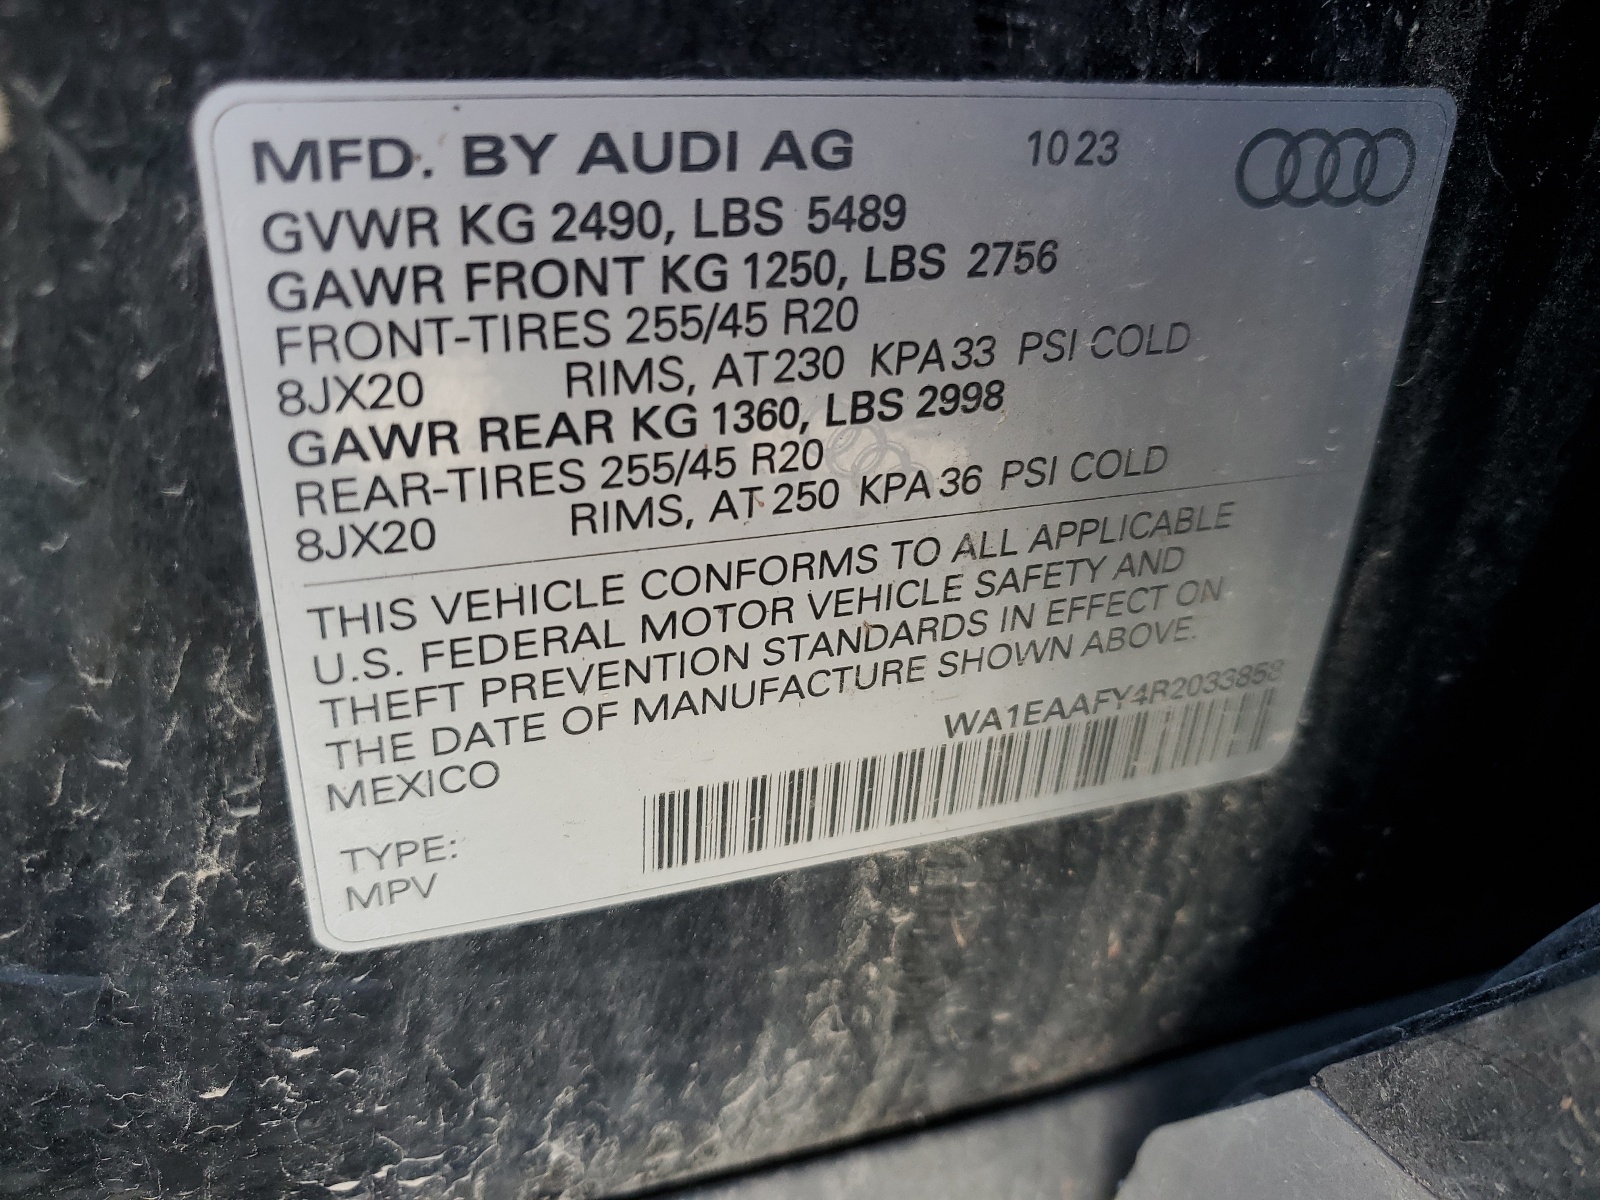 MFD. BY AUDI AG 1023
GVWR KG 2490, LBS 5489
GAWR FRONT KG 1250, LBS 2756
FRONT-TIRES 255/45 R20
8JX20 RIMS, AT 230 KPA 33 PSI COLD
GAWR REAR KG 1360, LBS 2998
REAR-TIRES 255/45 R20
8JX20 RIMS, AT 250 KPA 36 PSI COLD
THIS VEHICLE CONFORMS TO ALL APPLICABLE
U.S. FEDERAL MOTOR VEHICLE SAFETY AND
THEFT PREVENTION STANDARDS IN EFFECT ON
THE DATE OF MANUFACTURE SHOWN ABOVE.
MEXICO WA1EAAFY4R2033858
TYPE:
MPV